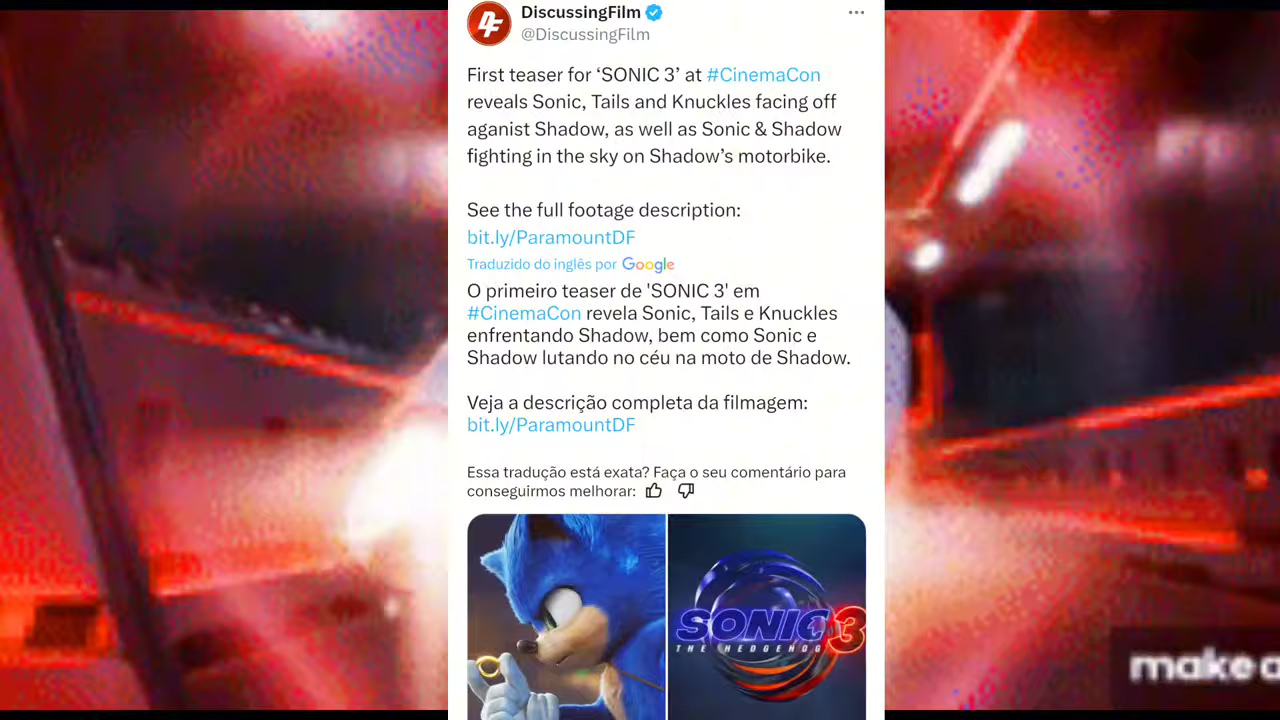 DiscussingFilm
@DiscussingFilm
First teaser for ‘SONIC 3’ at #CinemaCon
reveals Sonic, Tails and Knuckles facing off
aganist Shadow, as well as Sonic & Shadow
fighting in the sky on Shadow’s motorbike.
See the full footage description:
bit.ly/ParamountDF
Traduzido do inglês por Google
O primeiro teaser de 'SONIC 3' em
#CinemaCon revela Sonic, Tails e Knuckles
enfrentando Shadow, bem como Sonic e
Shadow lutando no céu na moto de Shadow.
Veja a descrição completa da filmagem:
bit.ly/ParamountDF
Essa tradução está exata? Faça o seu comentário para
conseguirmos melhorar:
SONIC 3
THE HEDGEHOG
make a